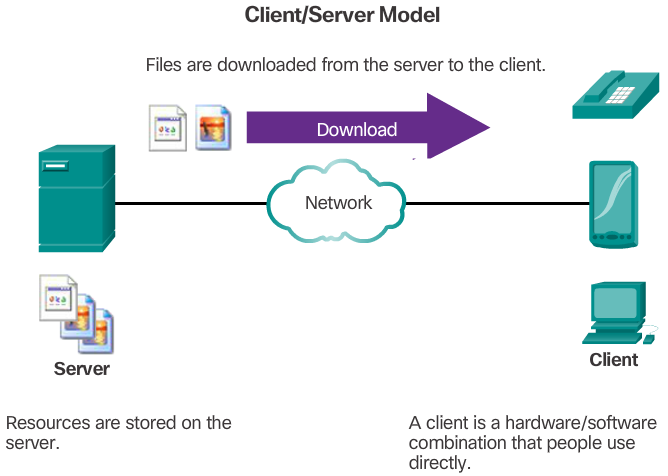 Client/Server Model
Files are downloaded from the server to the client.
Download
Network
Server
Client
Resources are stored on the
server.
A client is a hardware/software
combination that people use
directly.